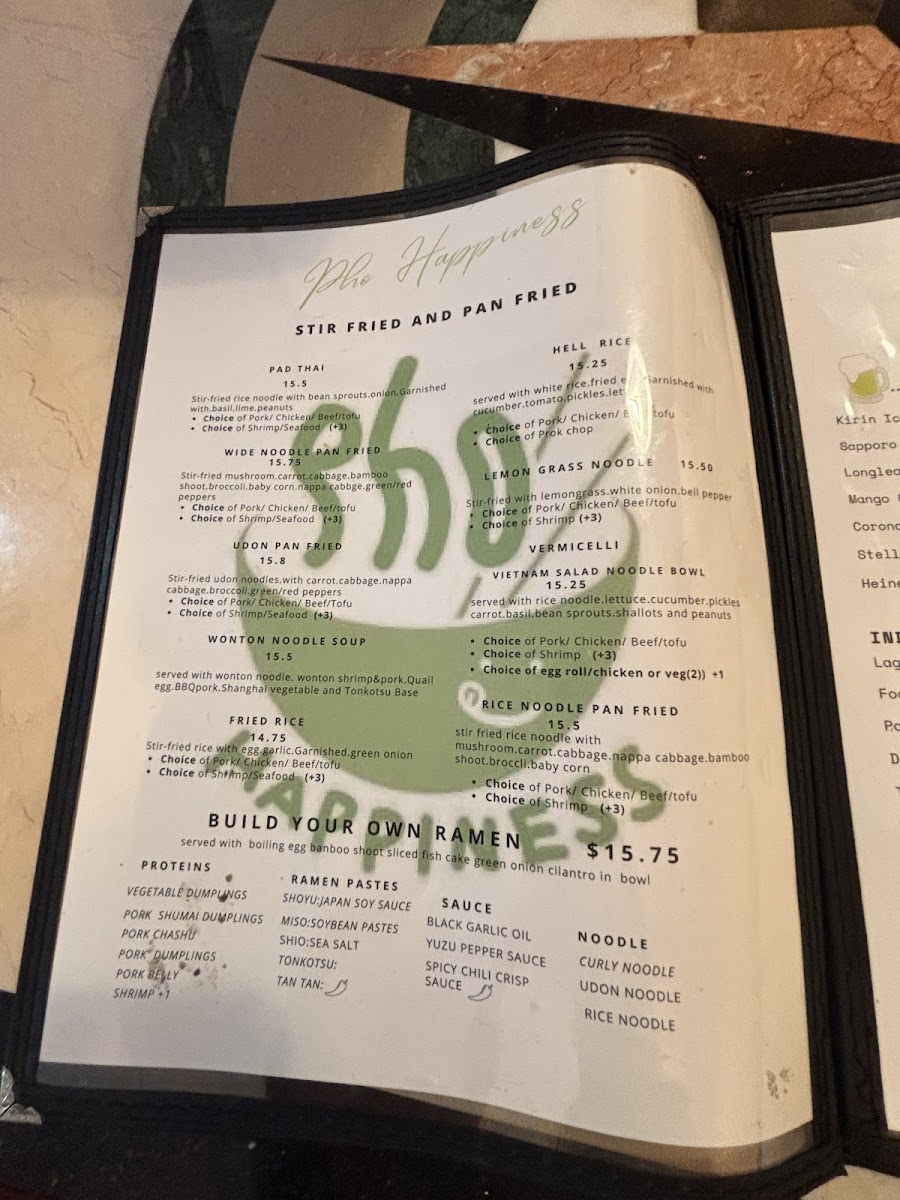 Pho Happiness
STIR FRIED AND PAN FRIED
PAD THAI
15.5
Stir-fried rice noodle with bean sprouts.onion.Garnished
with.basil.lime.peanuts
• Choice of Pork/ Chicken/ Beef/tofu
• Choice of Shrimp/Seafood (+3)
WIDE NOODLE PAN FRIED
15.75
Stir-fried mushroom.carrot.cabbage.bamboo
shoot.broccoli.baby corn.nappa cabbge.green/red
peppers
• Choice of Pork/ Chicken/ Beef/tofu
• Choice of Shrimp/Seafood (+3)
UDON PAN FRIED
15.8
Stir-fried udon noodles.with carrot.cabbage.nappa
cabbage.broccoli.green/red peppers
• Choice of Pork/ Chicken/ Beef/Tofu
• Choice of Shrimp/Seafood (+3)
WONTON NOODLE SOUP
15.5
served with wonton noodle. wonton shrimp&pork.Quail
egg.BBQpork.Shanghai vegetable and Tonkotsu Base
FRIED RICE
14.75
Stir-fried rice with egg.garlic.Garnished.green onion
• Choice of Pork/ Chicken/ Beef/tofu
• Choice of Shrimp/Seafood (+3)
HELL RICE
15.25
served with white rice.fried Garnished with
cucumber.tomato.pickles.
• Choice of Pork/ Chicken/ tofu
• Choice of Prok chop
LEMON GRASS NOODLE 15.50
Stir-fried with lemongrass.white onion.bell pepper
• Choice of Pork/ Chicken/ Beef/tofu
• Choice of Shrimp (+3)
VERMICELLI
VIETNAM SALAD NOODLE BOWL
15.25
served with rice noodle.lettuce.cucumber.pickles
carrot.basil.bean sprouts.shallots and peanuts
• Choice of Pork/ Chicken/ Beef/tofu
• Choice of Shrimp (+3)
• Choice of egg roll/chicken or veg(2)) +1
RICE NOODLE PAN FRIED
15.5
stir fried rice noodle with
mushroom.carrot.cabbage.nappa cabbage.bamboo
shoot.broccli.baby corn
• Choice of Pork/ Chicken/ Beef/tofu
• Choice of Shrimp (+3)
pho
HAPPINESS
BUILD YOUR OWN RAMEN $15.75
served with boiling egg banboo shoot sliced fish cake green onion cilantro in bowl
PROTEINS
VEGETABLE DUMPLINGS
PORK SHUMAI DUMPLINGS
PORK CHASHU
PORK DUMPLINGS
PORK BELLY
SHRIMP +1
RAMEN PASTES
SHOYU:JAPAN SOY SAUCE
MISO:SOYBEAN PASTES
SHIO:SEA SALT
TONKOTSU:
TAN TAN:
SAUCE
BLACK GARLIC OIL
YUZU PEPPER SAUCE
SPICY CHILI CRISP
SAUCE
NOODLE
CURLY NOODLE
UDON NOODLE
RICE NOODLE
Kirin
Sapporo
Mango